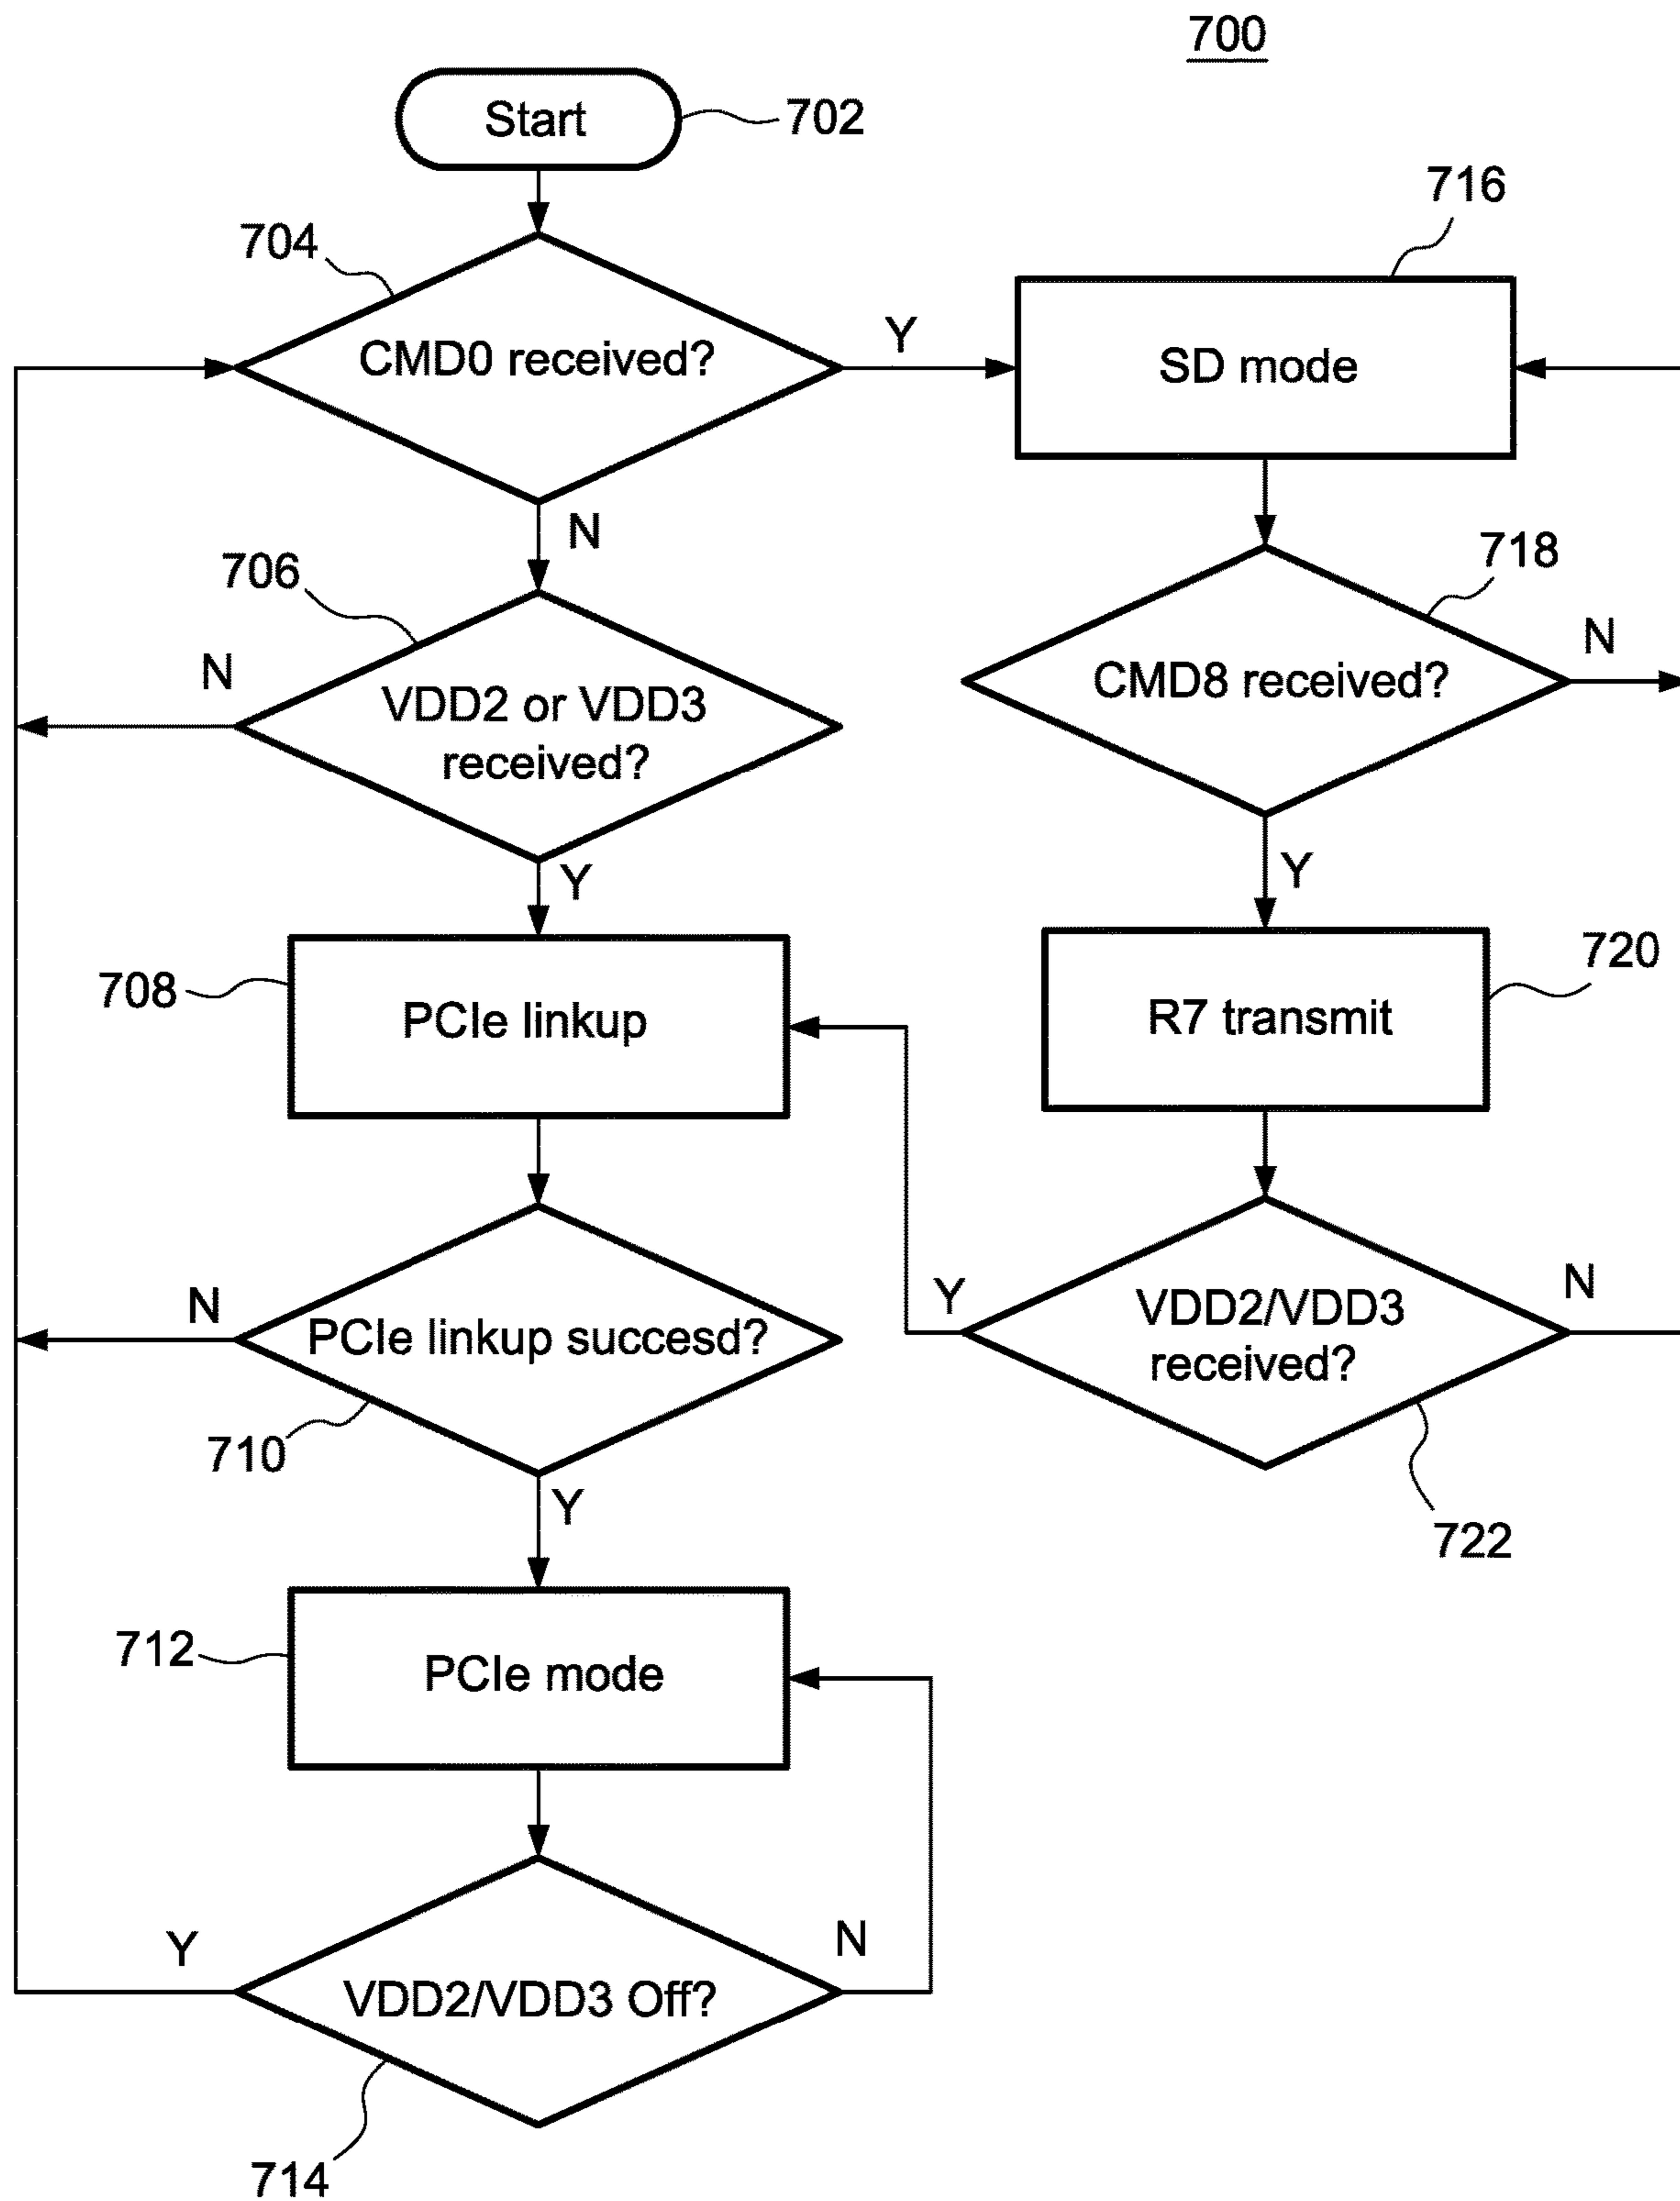 700
Start
702
704
CMD0 received?
Y
716
SD mode
N
706
N
VDD2 or VDD3
received?
718
CMD8 received?
N
Y
Y
708
PCIe linkup
720
R7 transmit
N
PCIe linkup succesd?
710
Y
Y
VDD2/VDD3
received?
N
722
712
PCIe mode
Y
VDD2/VDD3 Off?
N
714